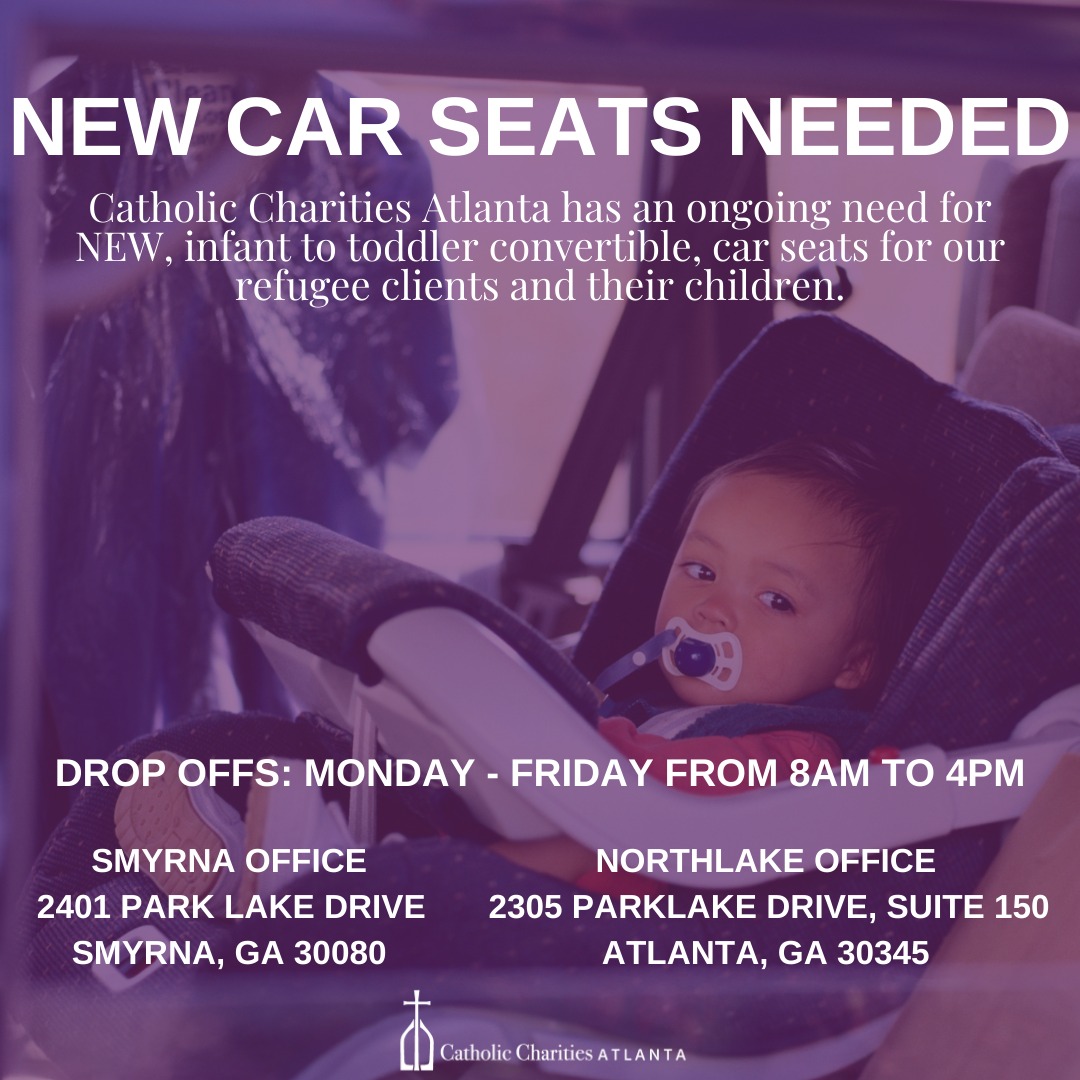 NEW CAR SEATS NEEDED
Catholic Charities Atlanta has an ongoing need for
NEW, infant to toddler convertible, car seats for our
refugee clients and their children.
DROP OFFS: MONDAY - FRIDAY FROM 8AM TO 4PM
SMYRNA OFFICE
2401 PARK LAKE DRIVE
SMYRNA, GA 30080
NORTHLAKE OFFICE
2305 PARKLAKE DRIVE, SUITE 150
ATLANTA, GA 30345
Catholic Charities ATLANTA